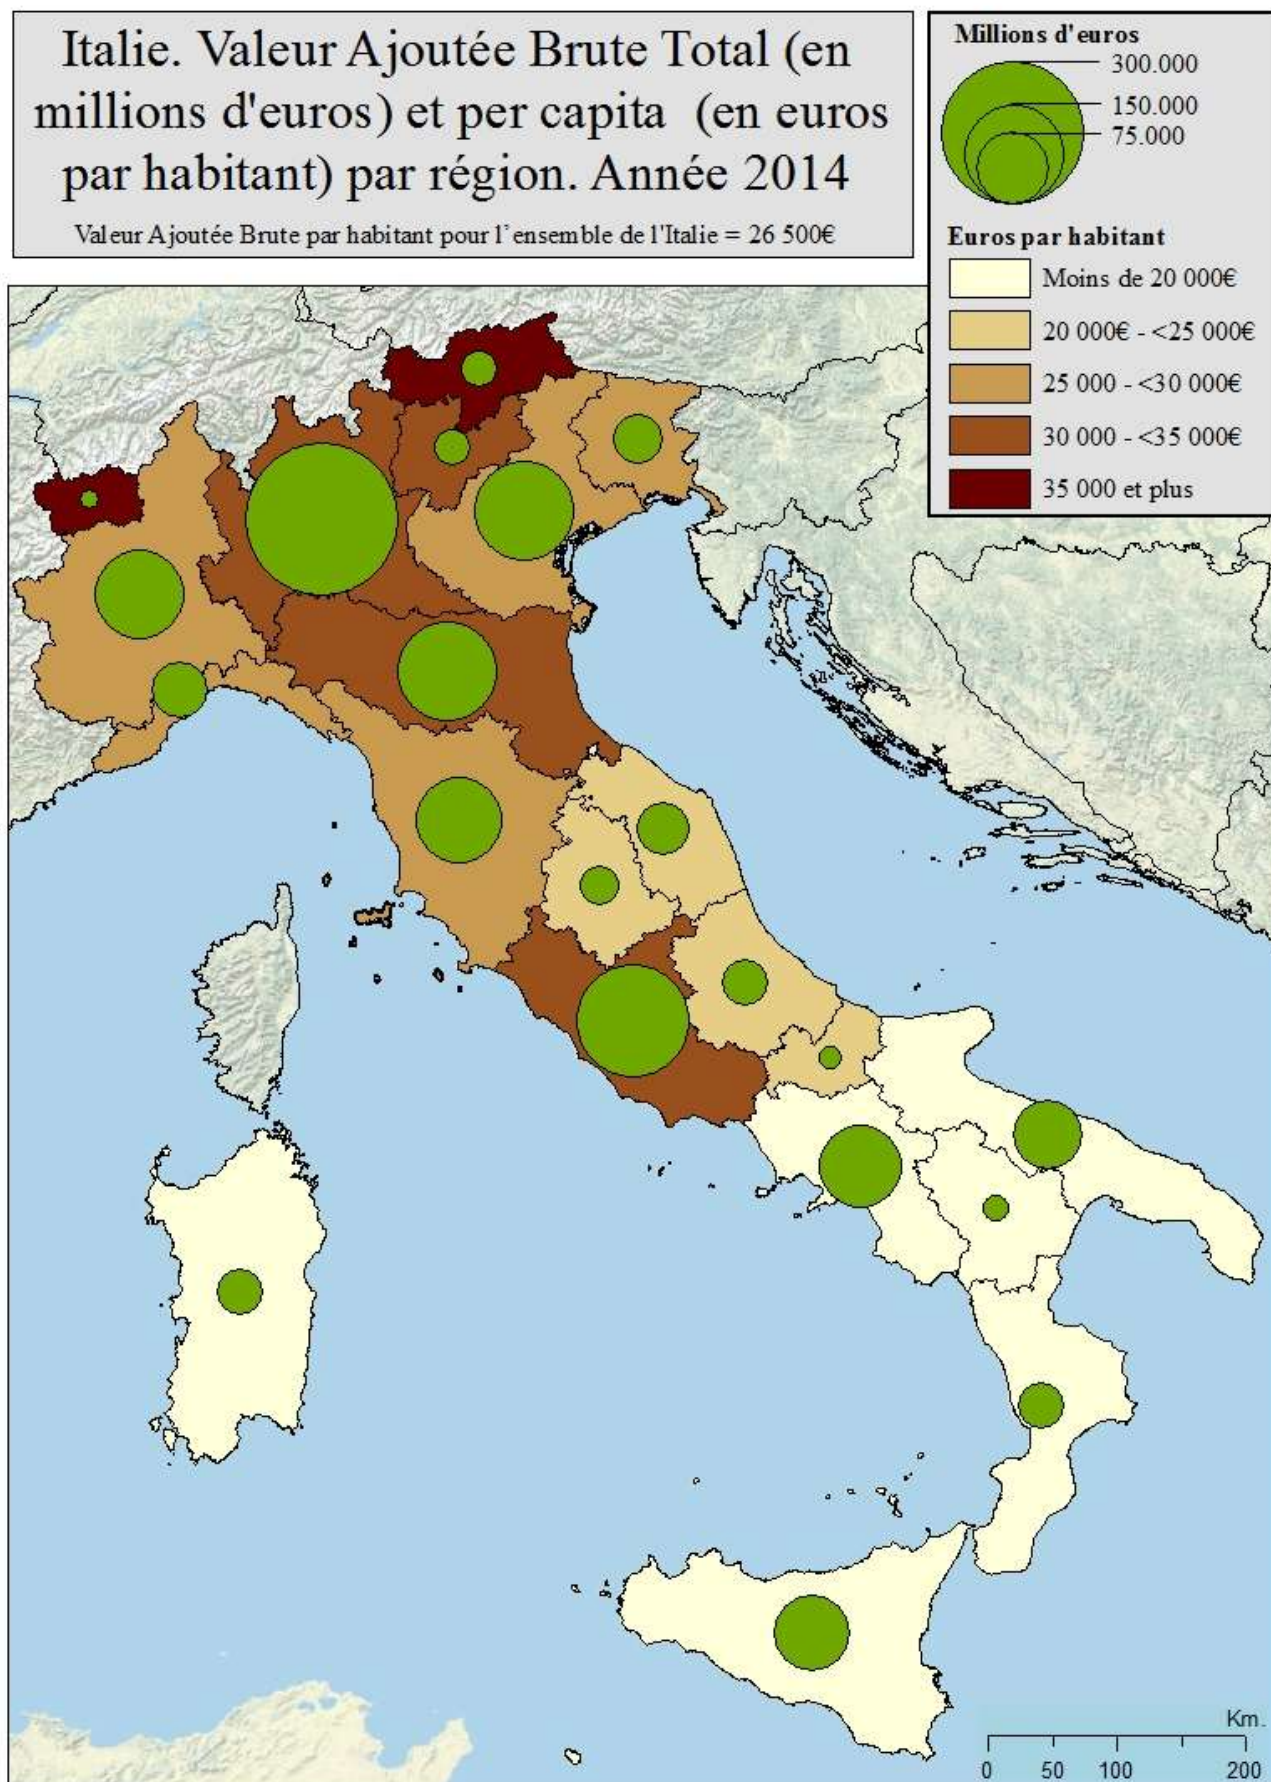 Italie. Valeur Ajoutée Brute Total (en
millions d'euros) et per capita (en euros
par habitant) par région. Année 2014
Valeur Ajoutée Brute par habitant pour l'ensemble de l'Italie = 26 500€
Millions d'euros
300.000
150.000
75.000
Euros par habitant
Moins de 20 000€
20 000€ - <25 000€
25 000 - <30 000€
30 000 - <35 000€
35 000 et plus
Km.
0 50 100 200